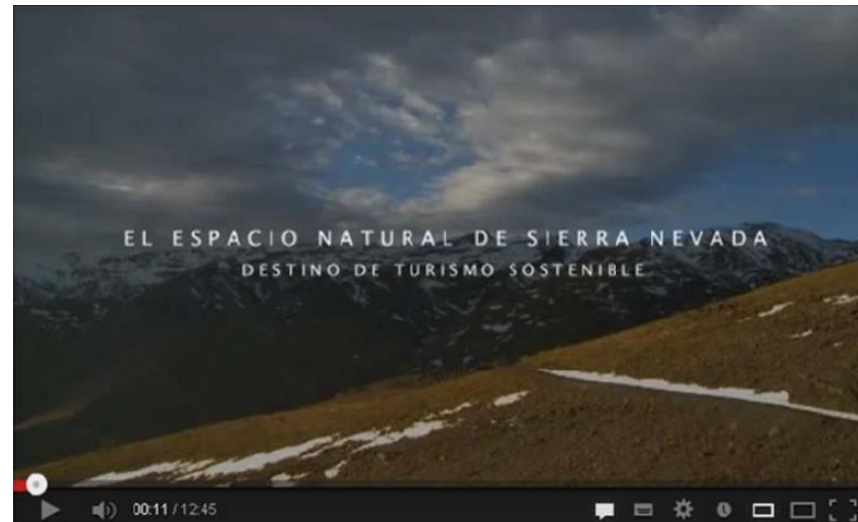 EL ESPACIO NATURAL DE SIERRA NEVADA
DESTINO DE TURISMO SOSTENIBLE
00:11 / 12:45